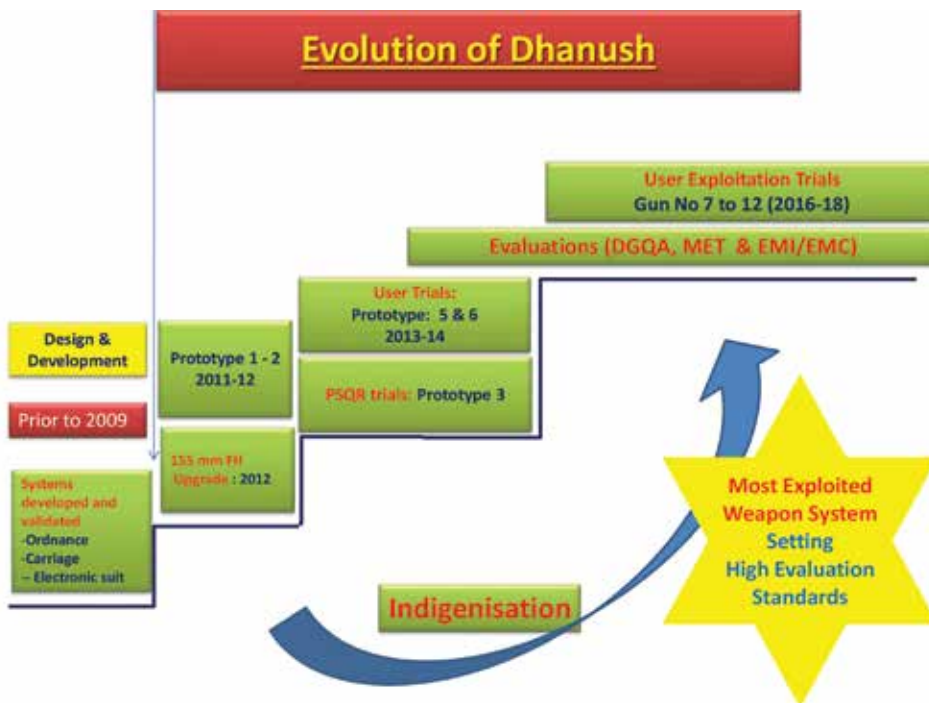 Evolution of Dhanush
User Exploitation Trials
Gun No 7 to 12 (2016-18)
Evaluations (DGQA, MET & EMI/EMC)
User Trials:
Prototype: 5 & 6
2013-14
PSQR trials: Prototype 3
Prototype 1 - 2
2011-12
155 mm FH
Upgrade : 2012
Design &
Development
Prior to 2009
Systems
developed and
validated
-Ordnance
-Carriage
-- Electronic suit
Indigenisation
Most Exploited
Weapon System
Setting
High Evaluation
Standards